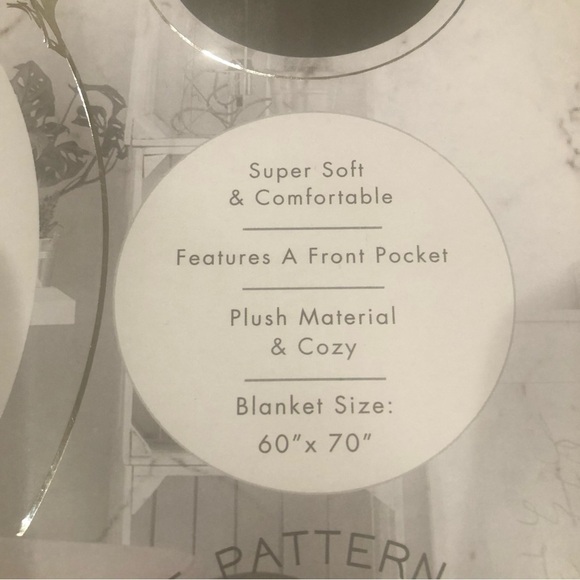 Super Soft
& Comfortable
Features A Front Pocket
Plush Material
& Cozy
Blanket Size:
60”x 70”
PATTERN